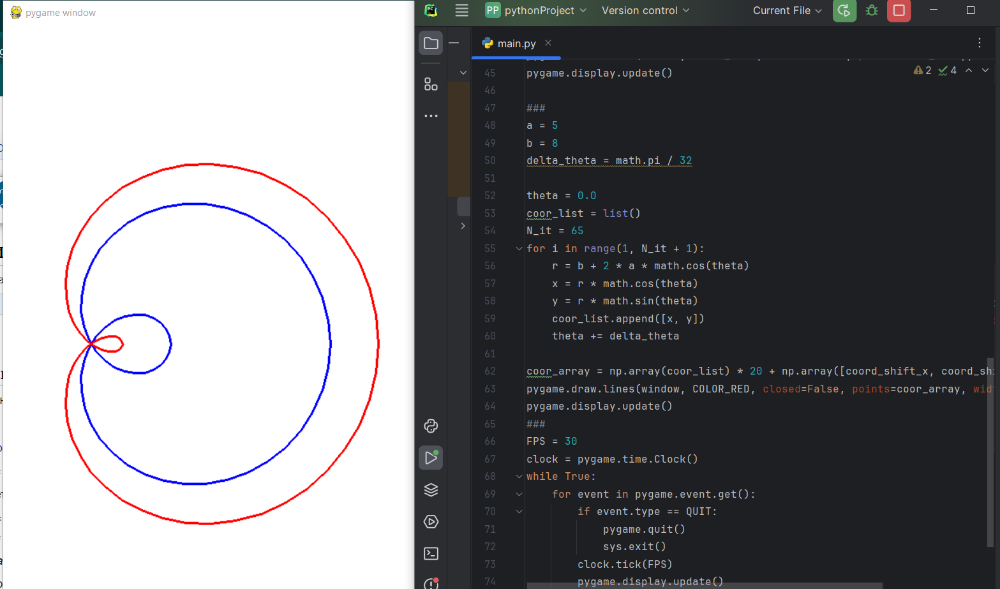 pygame window
PP pythonProject
Version control
Current File
main.py
2 4
45 pygame.display.update()
46
47 ###
48 a = 5
49 b = 8
50 delta_theta = math.pi / 32
51
52 theta = 0.0
53 coor_list = list()
54 N_it = 65
55 for i in range(1, N_it + 1):
56     r = b + 2 * a * math.cos(theta)
57     x = r * math.cos(theta)
58     y = r * math.sin(theta)
59     coor_list.append([x, y])
60     theta += delta_theta
61
62 coor_array = np.array(coor_list) * 20 + np.array([coord_shift_x, coord_shi
63 pygame.draw.lines(window, COLOR_RED, closed=False, points=coor_array, widt
64 pygame.display.update()
65 ###
66 FPS = 30
67 clock = pygame.time.Clock()
68 while True:
69     for event in pygame.event.get():
70         if event.type == QUIT:
71             pygame.quit()
72             sys.exit()
73         clock.tick(FPS)
74         pygame.display.update()